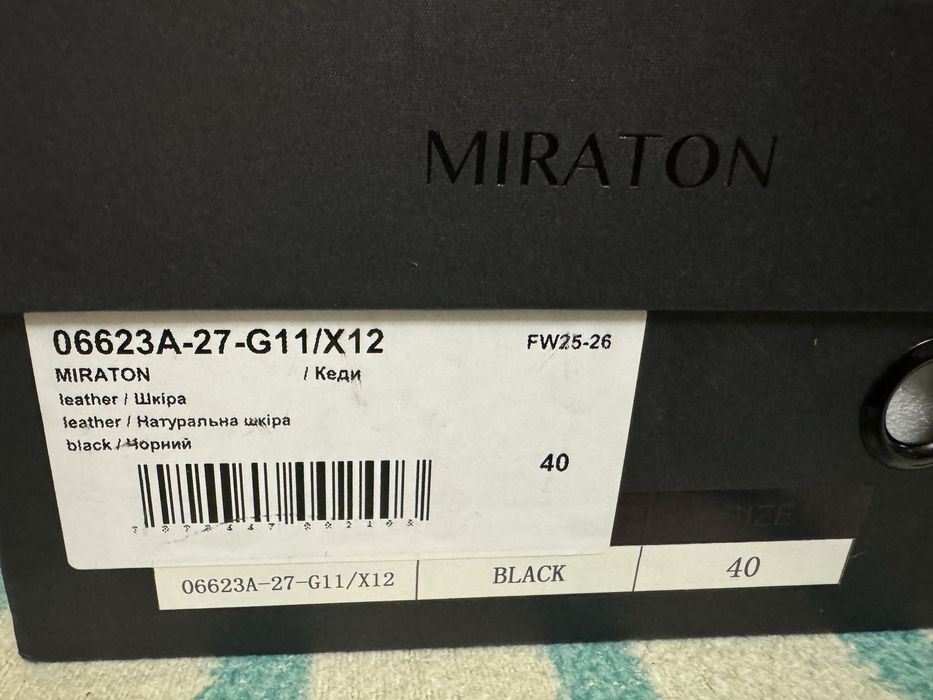 MIRATON
06623A-27-G11/X12 FW25-26
MIRATON / Кеди
leather / Шкіра
leather / Натуральна шкіра
black / Чорний
40
SIZE
06623A-27-G11/X12 BLACK 40